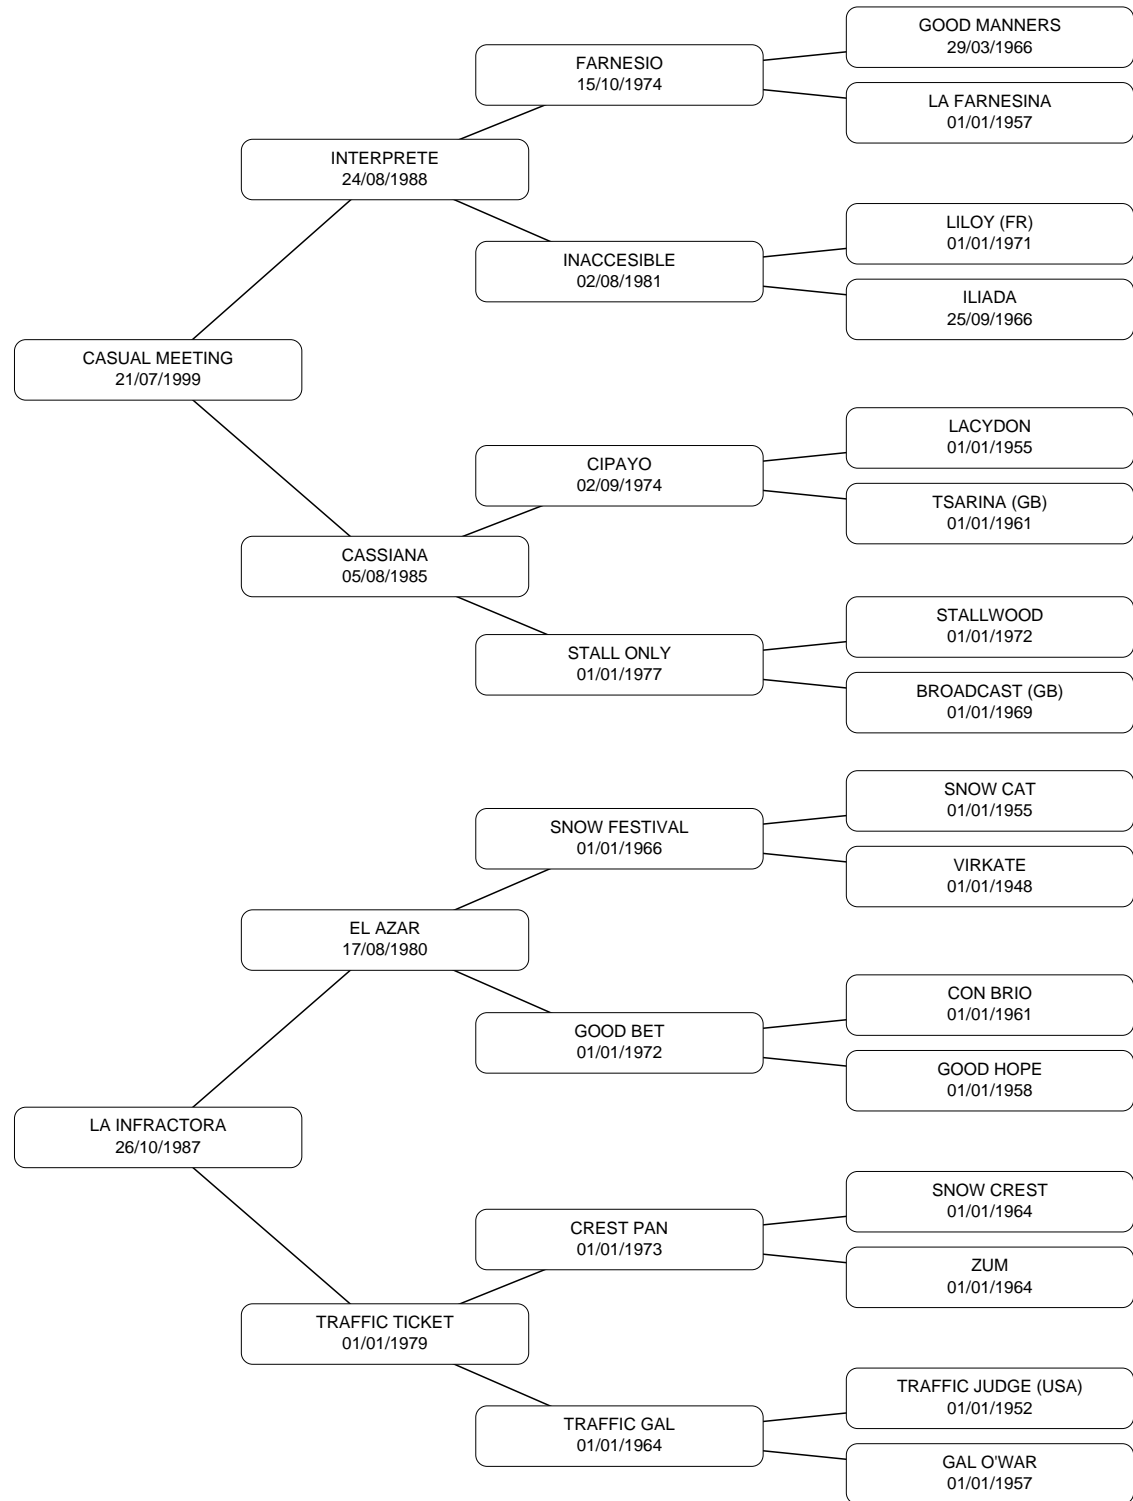 GOOD MANNERS
29/03/1966
FARNESIO
15/10/1974
LA FARNESINA
01/01/1957
INTERPRETE
24/08/1988
LILOY (FR)
01/01/1971
INACCESIBLE
02/08/1981
ILIADA
25/09/1966
CASUAL MEETING
21/07/1999
LACYDON
01/01/1955
CIPAYO
02/09/1974
TSARINA (GB)
01/01/1961
CASSIANA
05/08/1985
STALLWOOD
01/01/1972
STALL ONLY
01/01/1977
BROADCAST (GB)
01/01/1969
SNOW CAT
01/01/1955
SNOW FESTIVAL
01/01/1966
VIRKATE
01/01/1948
EL AZAR
17/08/1980
CON BRIO
01/01/1961
GOOD BET
01/01/1972
GOOD HOPE
01/01/1958
LA INFRACTORA
26/10/1987
SNOW CREST
01/01/1964
CREST PAN
01/01/1973
ZUM
01/01/1964
TRAFFIC TICKET
01/01/1979
TRAFFIC JUDGE (USA)
01/01/1952
TRAFFIC GAL
01/01/1964
GAL O'WAR
01/01/1957